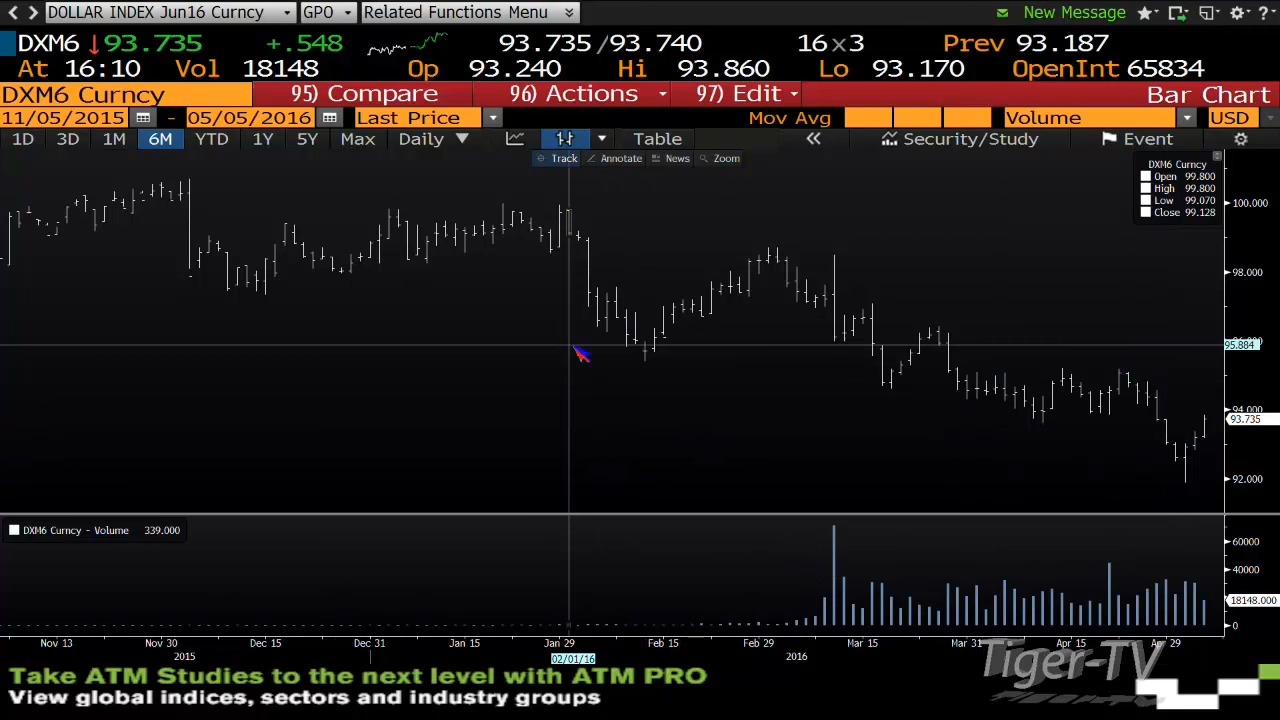 DOLLAR INDEX Jun16 Curncy GPO Related Functions Menu New Message
DXM6 ↓93.735 +.548 93.735/93.740 16x3 Prev 93.187
At 16:10 Vol 18148 Op 93.240 Hi 93.860 Lo 93.170 OpenInt 65834
DXM6 Curncy 95) Compare 96) Actions 97) Edit Bar Chart
11/05/2015 - 05/05/2016 Last Price Mov Avg Volume USD
1D 3D 1M 6M YTD 1Y 5Y Max Daily Table Security/Study Event
Track Annotate News Zoom
DXM6 Curncy
Open 99.800
High 99.800
Low 99.070
Close 99.128
100.000
98.000
95.884
94.000
93.735
92.000
DXM6 Curncy - Volume 339.000
60000
40000
18148.000
0
Nov 13 Nov 30 Dec 15 Dec 31 Jan 15 Jan 29 Feb 15 Feb 29 Mar 15 Mar 31 Apr 15 Apr 29
2015 02/01/16 2016
Tiger-TV
Take ATM Studies to the next level with ATM PRO
View global indices, sectors and industry groups